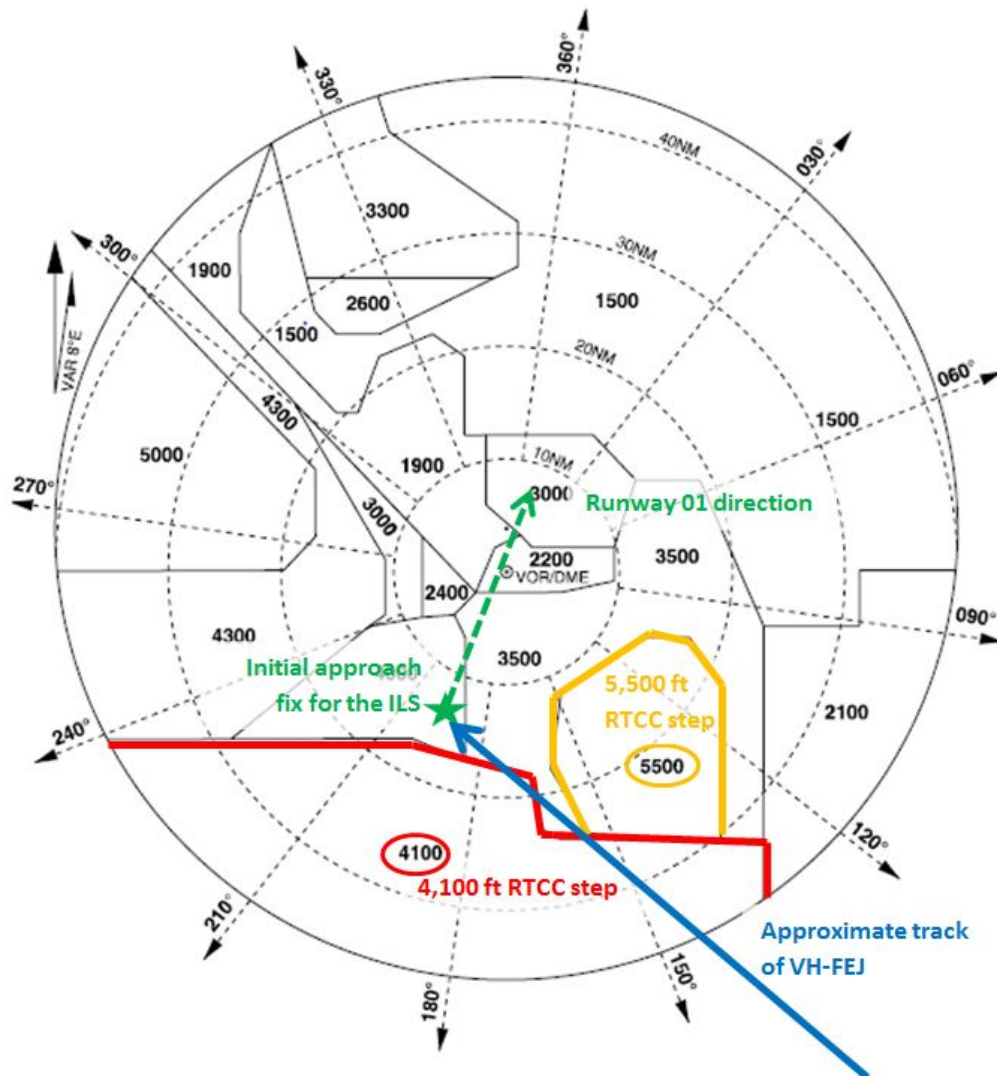 360°
330°
030°
40NM
3300
300°
30NM
1900
1500
2600
1500
VAR 8°E
20NM
060°
4300
1500
5000
1900
10NM
3000
270°
Runway 01 direction
3000
2200
3500
VOR/DME
2400
090°
4300
Initial approach
fix for the ILS
3500
5,500 ft
RTCC step
2100
240°
5500
120°
4100
4,100 ft RTCC step
210°
Approximate track
of VH-FEJ
150°
180°